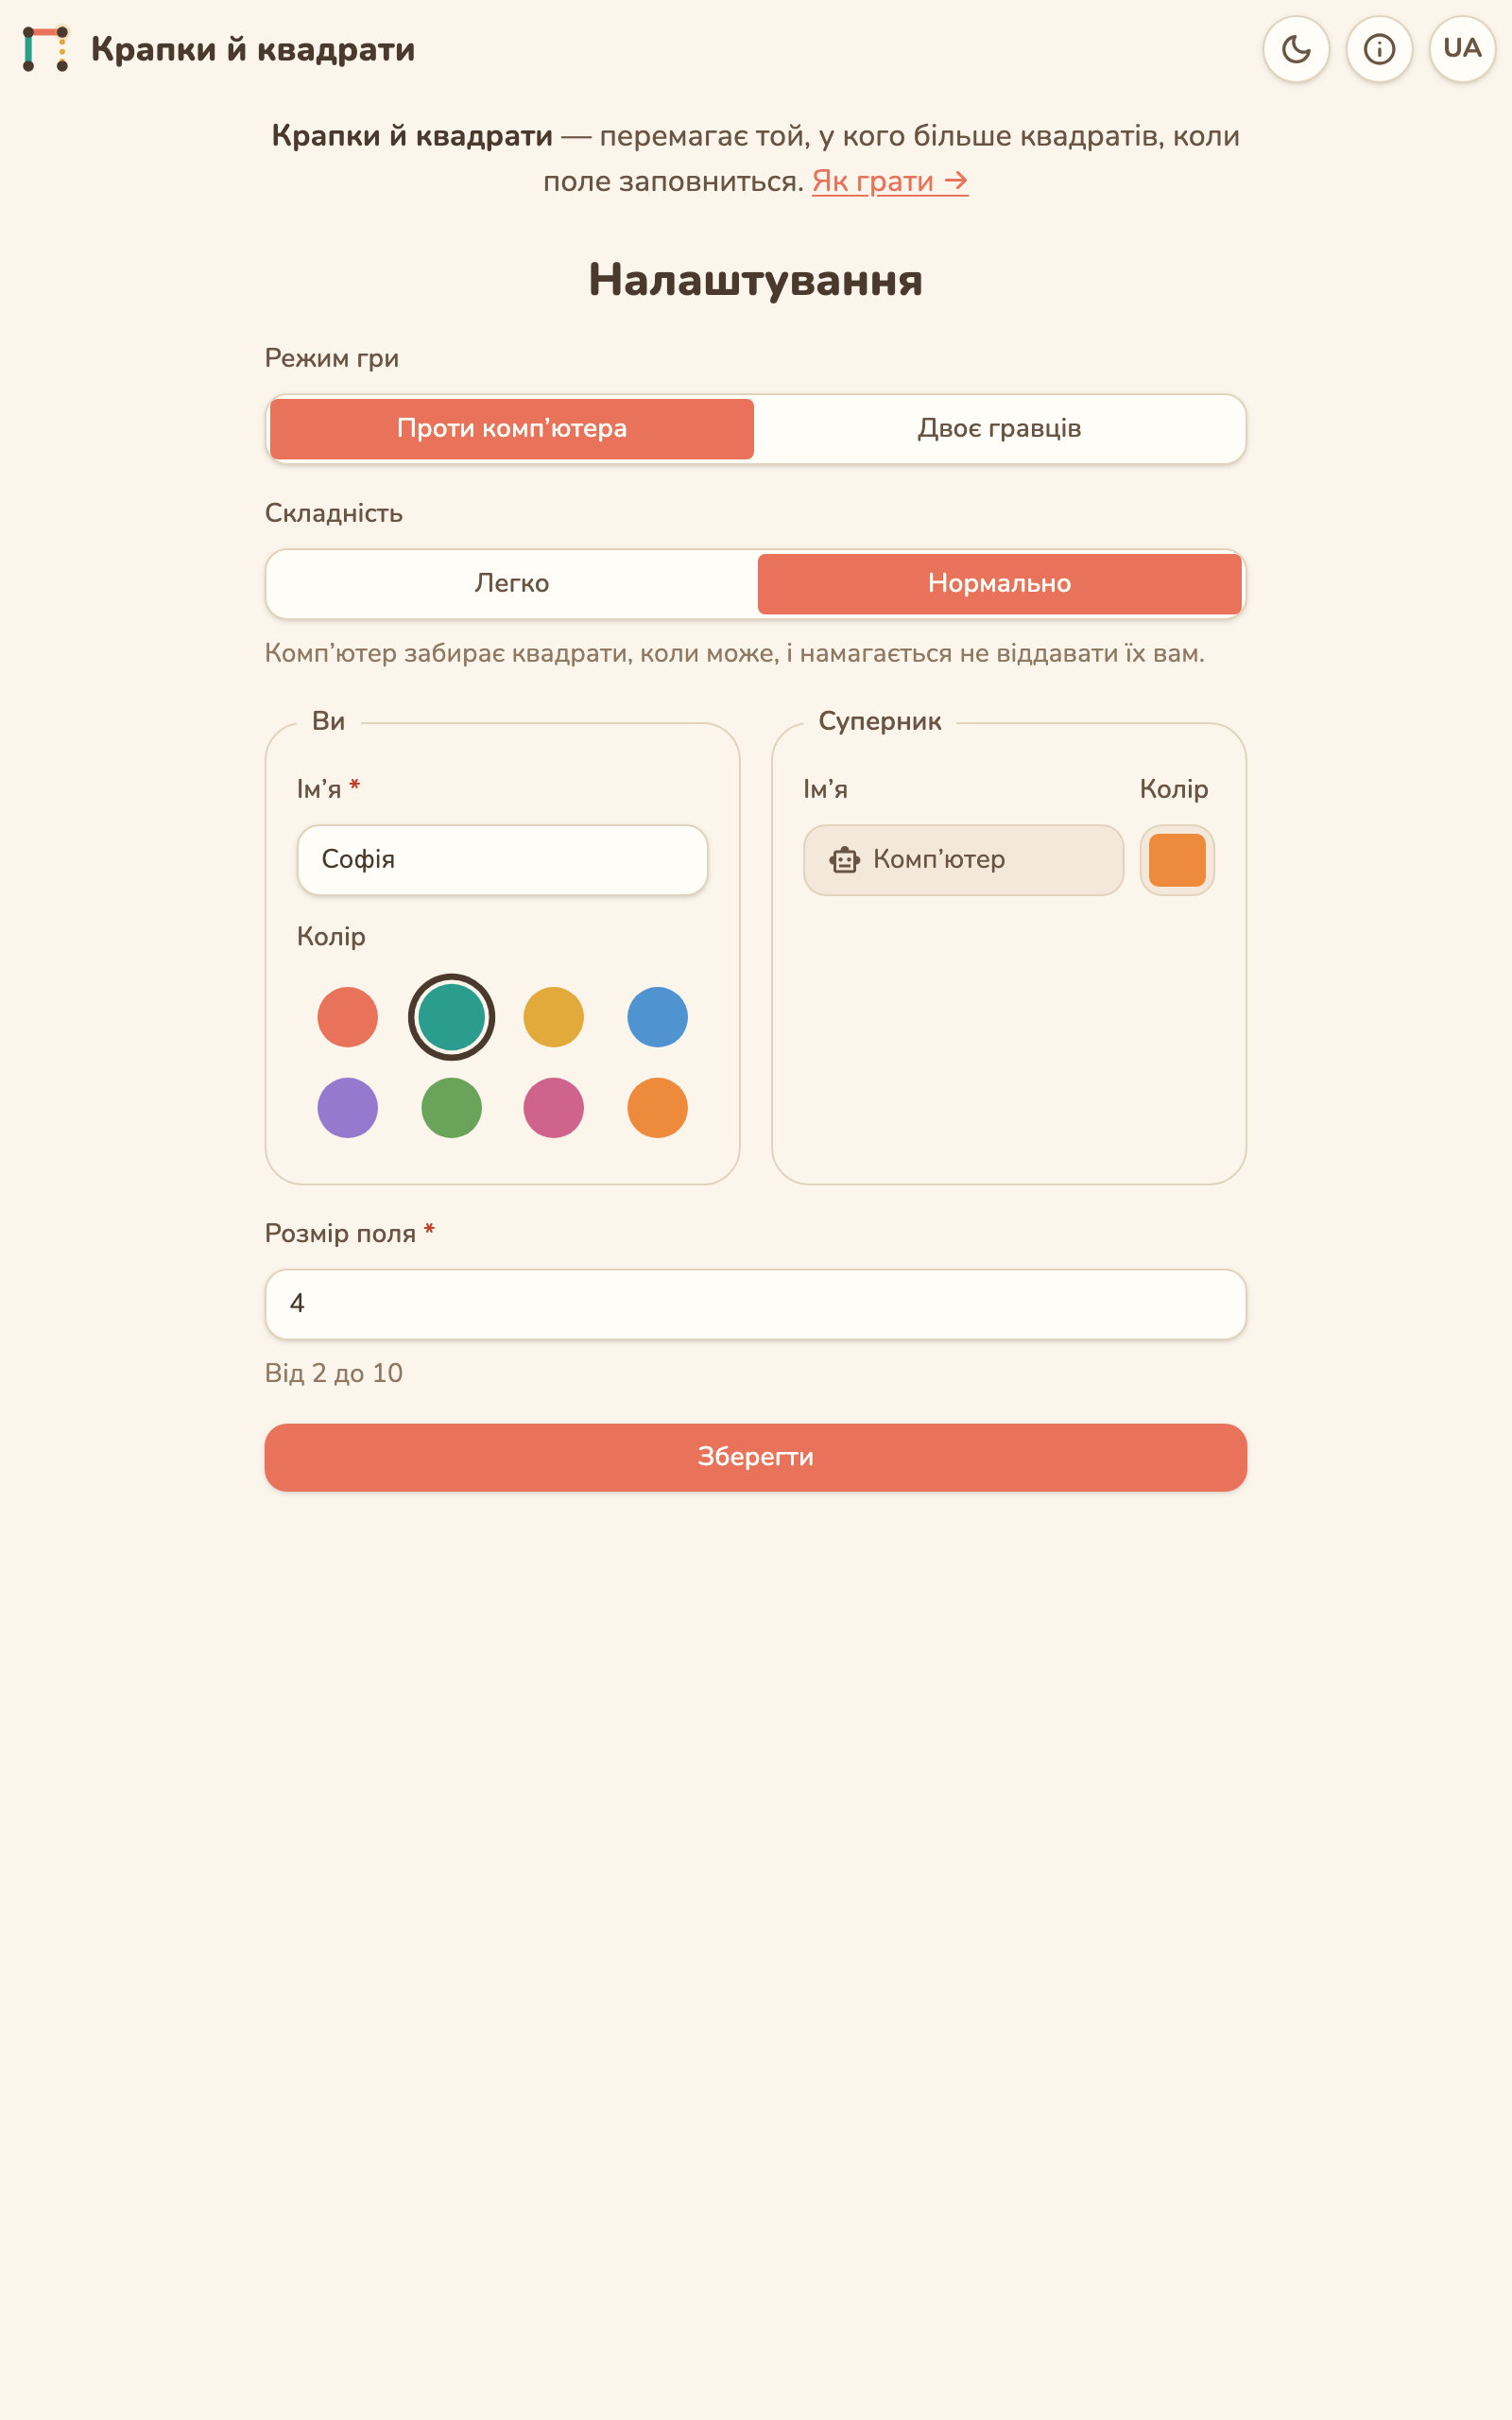 Крапки й квадрати
UA
Крапки й квадрати — перемагає той, у кого більше квадратів, коли
поле заповниться. Як грати →
Налаштування
Режим гри
Проти комп’ютера
Двоє гравців
Складність
Легко
Нормально
Комп’ютер забирає квадрати, коли може, і намагається не віддавати їх вам.
Ви
Ім’я *
Софія
Колір
Суперник
Ім’я
Колір
Комп’ютер
Розмір поля *
4
Від 2 до 10
Зберегти